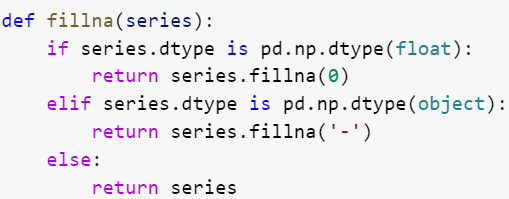 def fillna(series):
    if series.dtype is pd.np.dtype(float):
        return series.fillna(0)
    elif series.dtype is pd.np.dtype(object):
        return series.fillna('-')
    else:
        return series